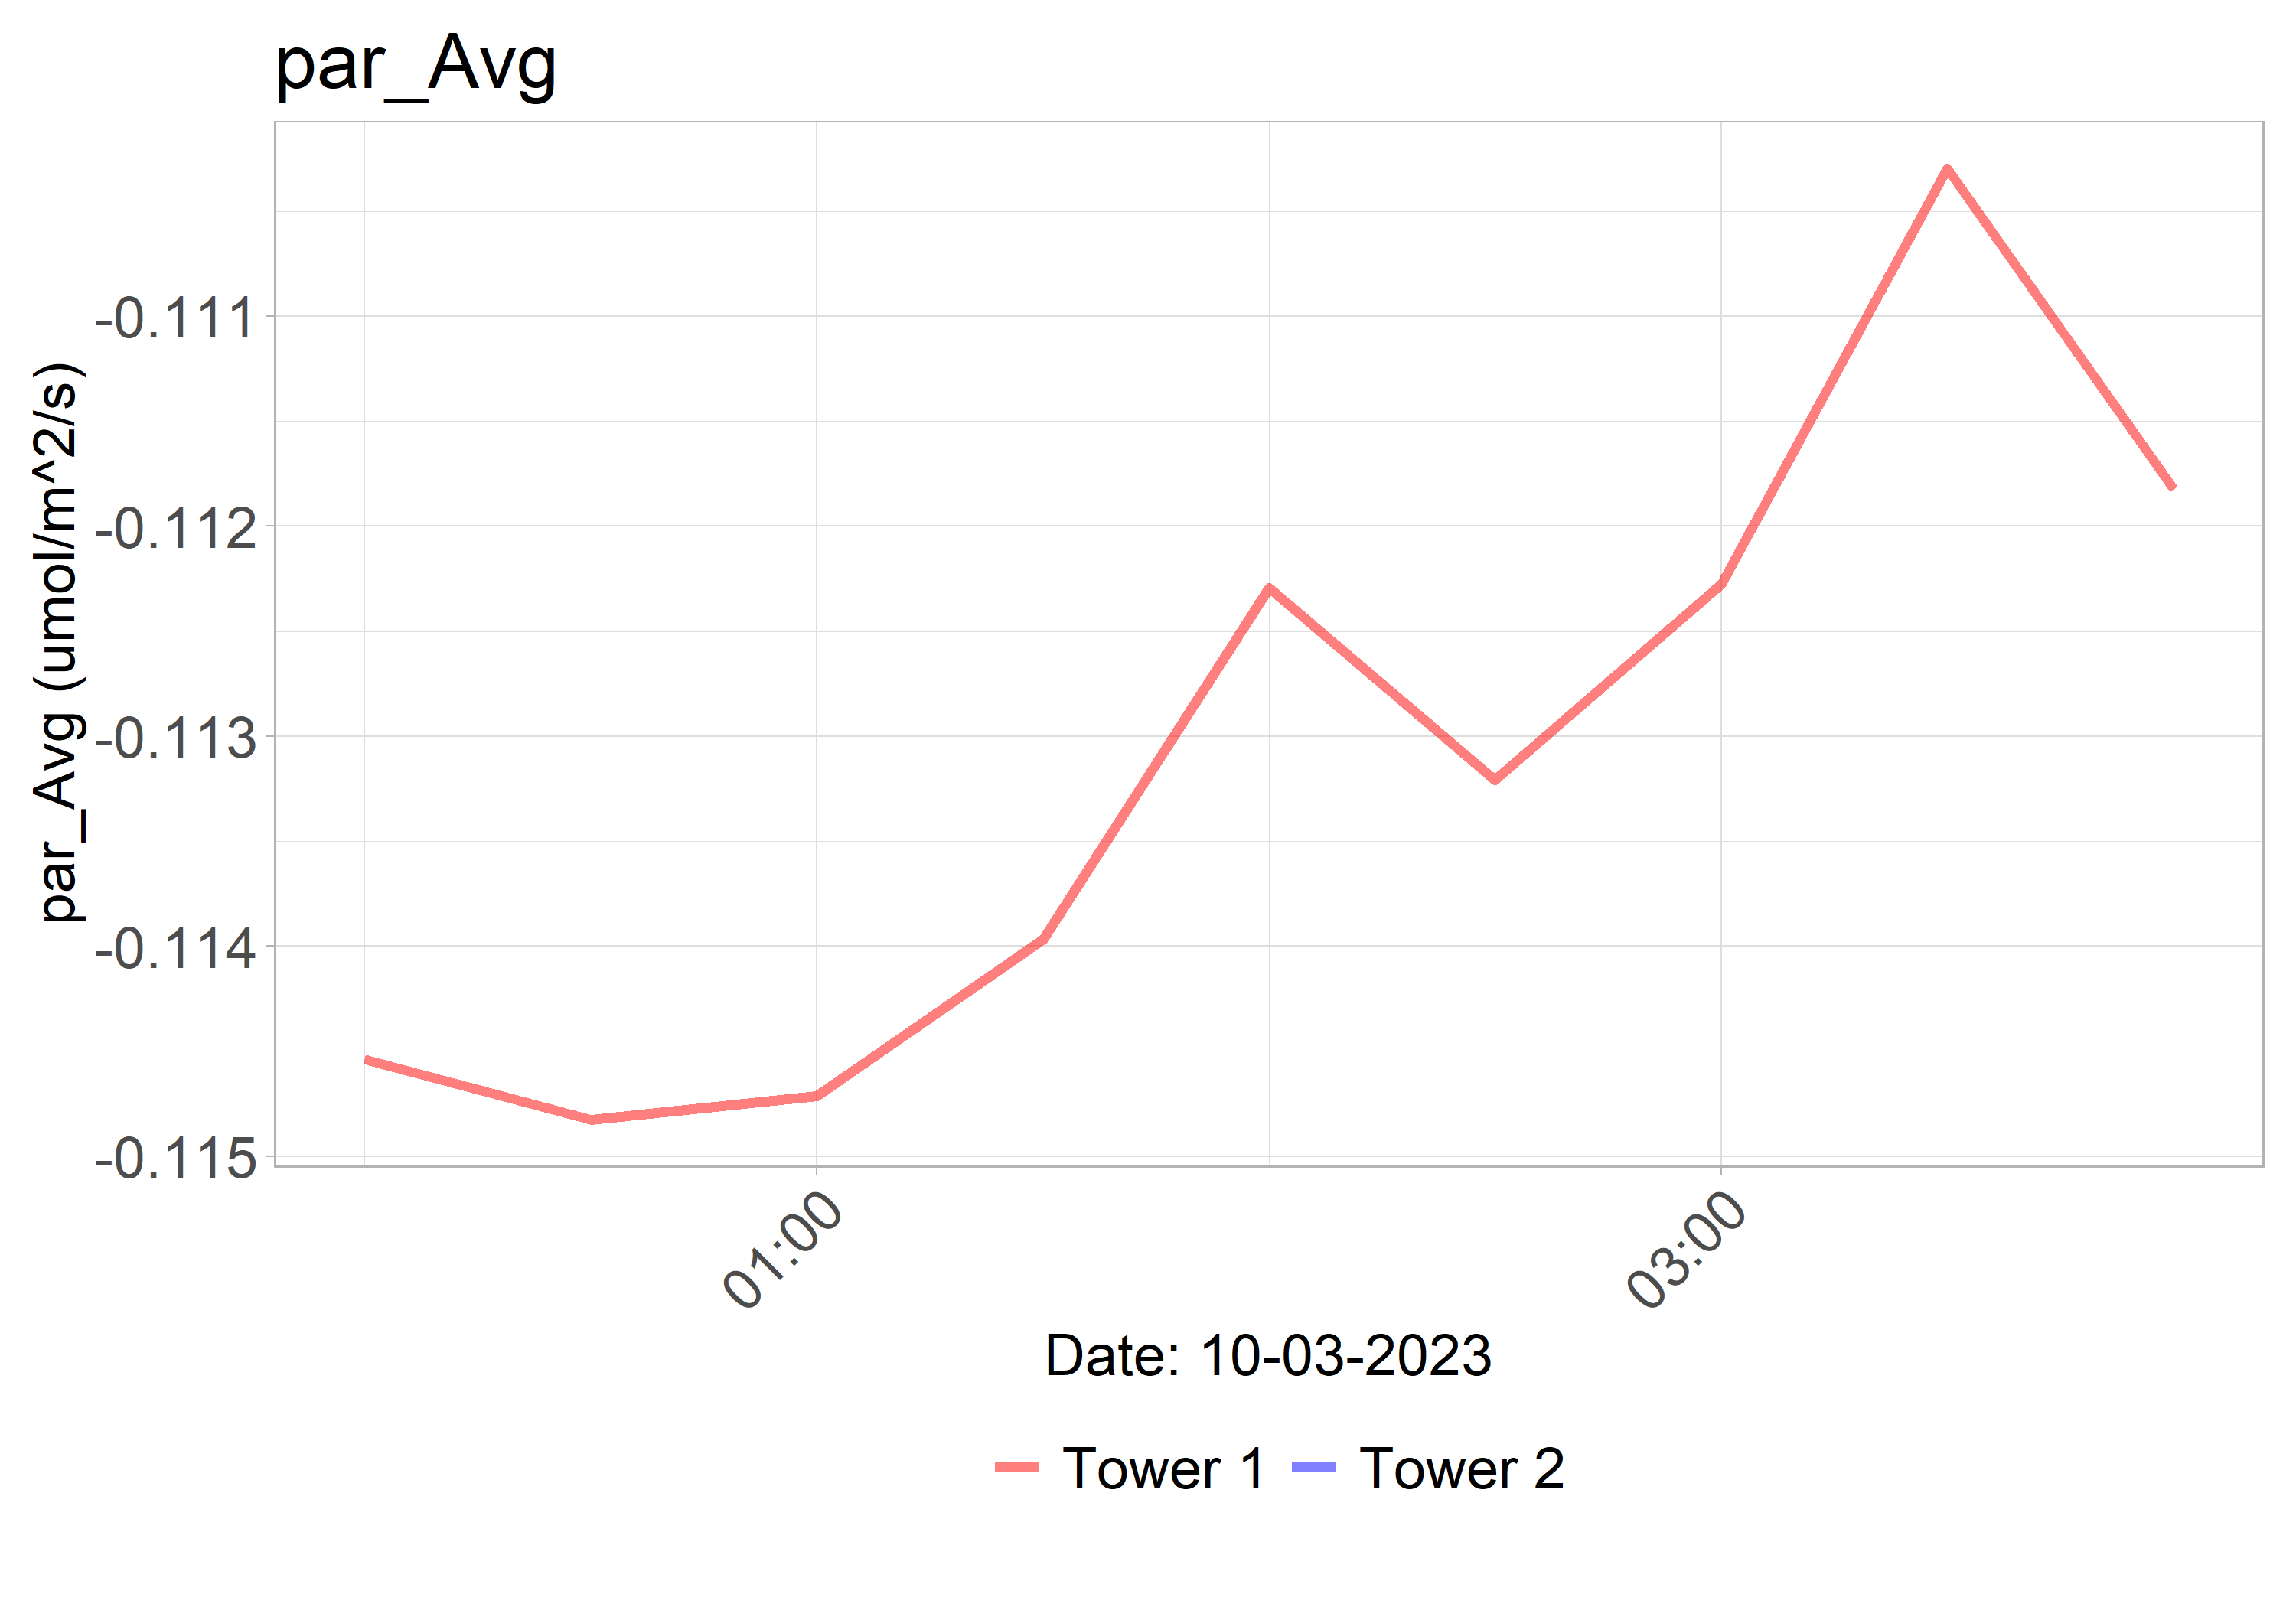 par_Avg
par_Avg (umol/m^2/s)
-0.111
-0.112
-0.113
-0.114
-0.115
01:00
03:00
Date: 10-03-2023
Tower 1
Tower 2